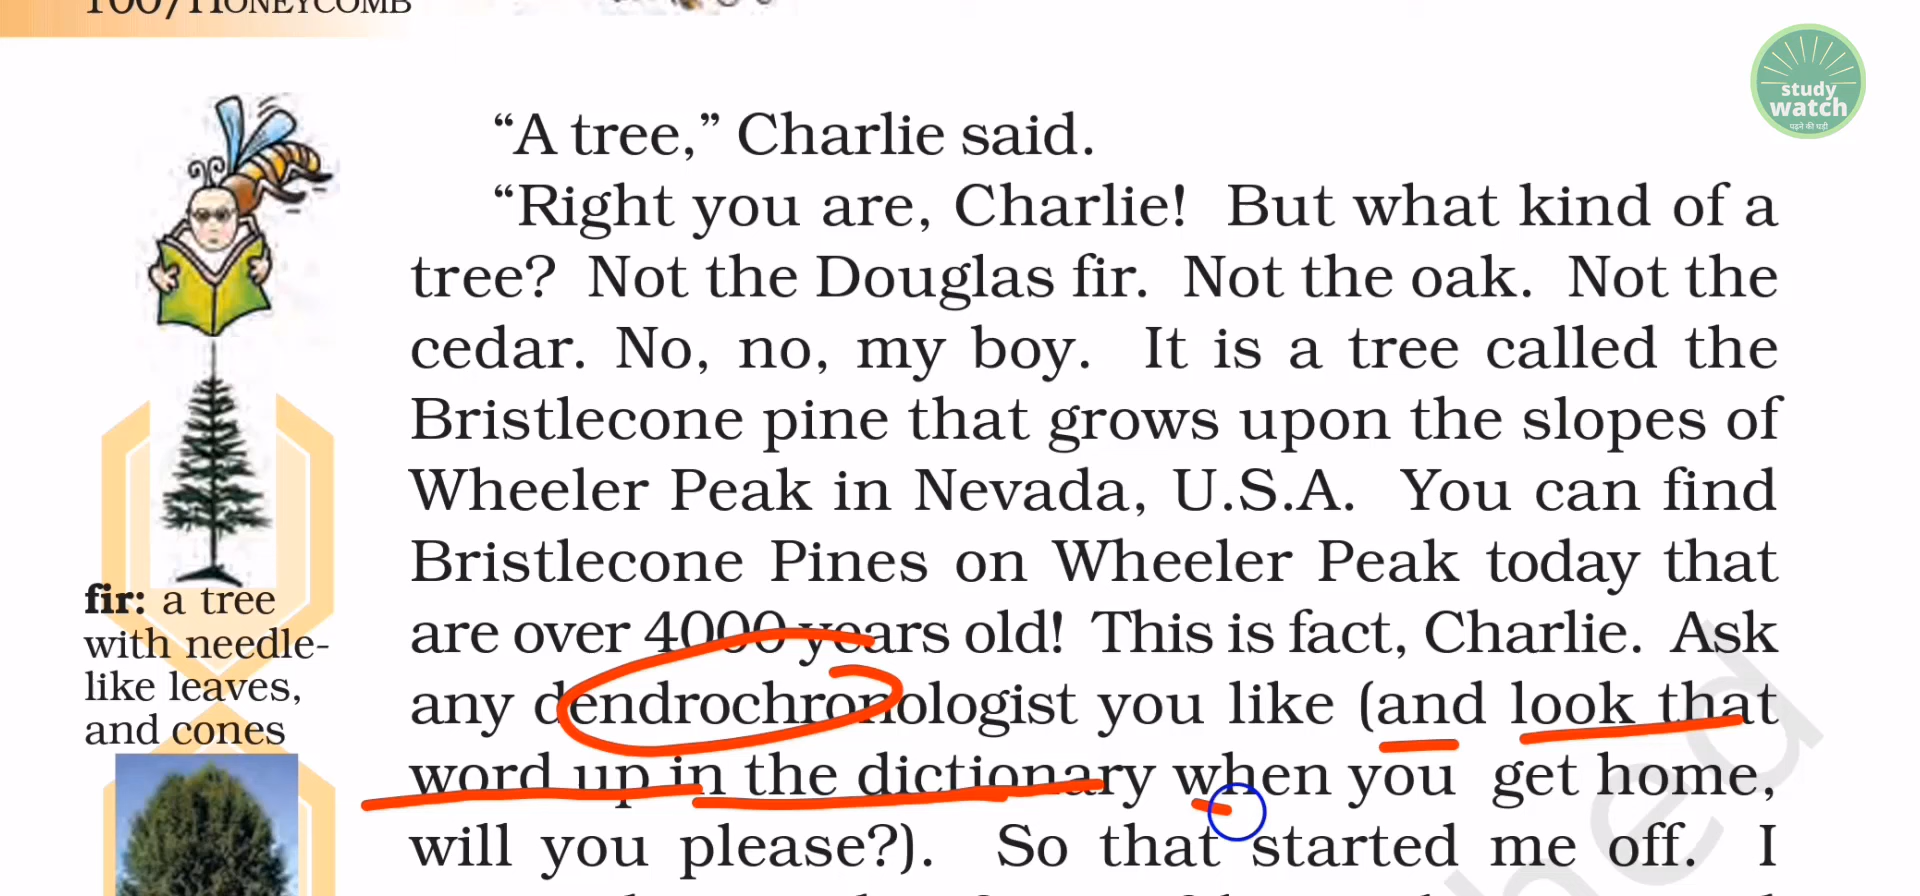 100/HONEYCOMB
study
watch
पढ़ने की घड़ी
“A tree,” Charlie said.
“Right you are, Charlie! But what kind of a
tree? Not the Douglas fir. Not the oak. Not the
cedar. No, no, my boy. It is a tree called the
Bristlecone pine that grows upon the slopes of
Wheeler Peak in Nevada, U.S.A. You can find
Bristlecone Pines on Wheeler Peak today that
are over 4000 years old! This is fact, Charlie. Ask
any dendrochronologist you like (and look that
word up in the dictionary when you get home,
will you please?). So that started me off. I
fir: a tree
with needle-
like leaves,
and cones